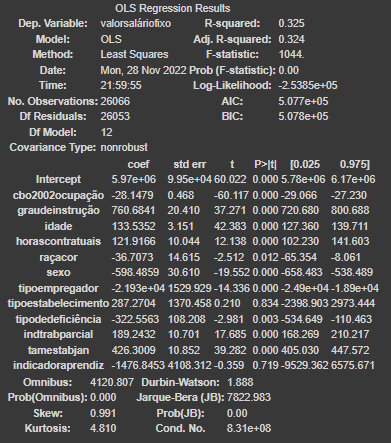 OLS Regression Results
Dep. Variable: valorsaláriofixo R-squared: 0.325
Model: OLS Adj. R-squared: 0.324
Method: Least Squares F-statistic: 1044.
Date: Mon, 28 Nov 2022 Prob (F-statistic): 0.00
Time: 21:59:55 Log-Likelihood: -2.5385e+05
No. Observations: 26066 AIC: 5.077e+05
Df Residuals: 26053 BIC: 5.078e+05
Df Model: 12
Covariance Type: nonrobust
coef std err t P>|t| [0.025 0.975]
Intercept 5.97e+06 9.95e+04 60.022 0.000 5.78e+06 6.17e+06
cbo2002ocupação -28.1479 0.468 -60.117 0.000 -29.066 -27.230
graudeinstrução 760.6841 20.410 37.271 0.000 720.680 800.688
idade 133.5352 3.151 42.383 0.000 127.360 139.711
horascontratuais 121.9166 10.044 12.138 0.000 102.230 141.603
raçacor -36.7073 14.615 -2.512 0.012 -65.354 -8.061
sexo -598.4859 30.610 -19.552 0.000 -658.483 -538.489
tipoempregador -2.193e+04 1529.929 -14.336 0.000 -2.49e+04 -1.89e+04
tipoestabelecimento 287.2704 1370.458 0.210 0.834 -2398.903 2973.444
tipodedeficiência -322.5563 108.208 -2.981 0.003 -534.649 -110.463
indtrabparcial 189.2432 10.701 17.685 0.000 168.269 210.217
tamestabjan 426.3009 10.852 39.282 0.000 405.030 447.572
indicadoraprendiz -1476.8453 4108.312 -0.359 0.719 -9529.362 6575.671
Omnibus: 4120.807 Durbin-Watson: 1.888
Prob(Omnibus): 0.000 Jarque-Bera (JB): 7822.983
Skew: 0.991 Prob(JB): 0.00
Kurtosis: 4.810 Cond. No. 8.31e+08